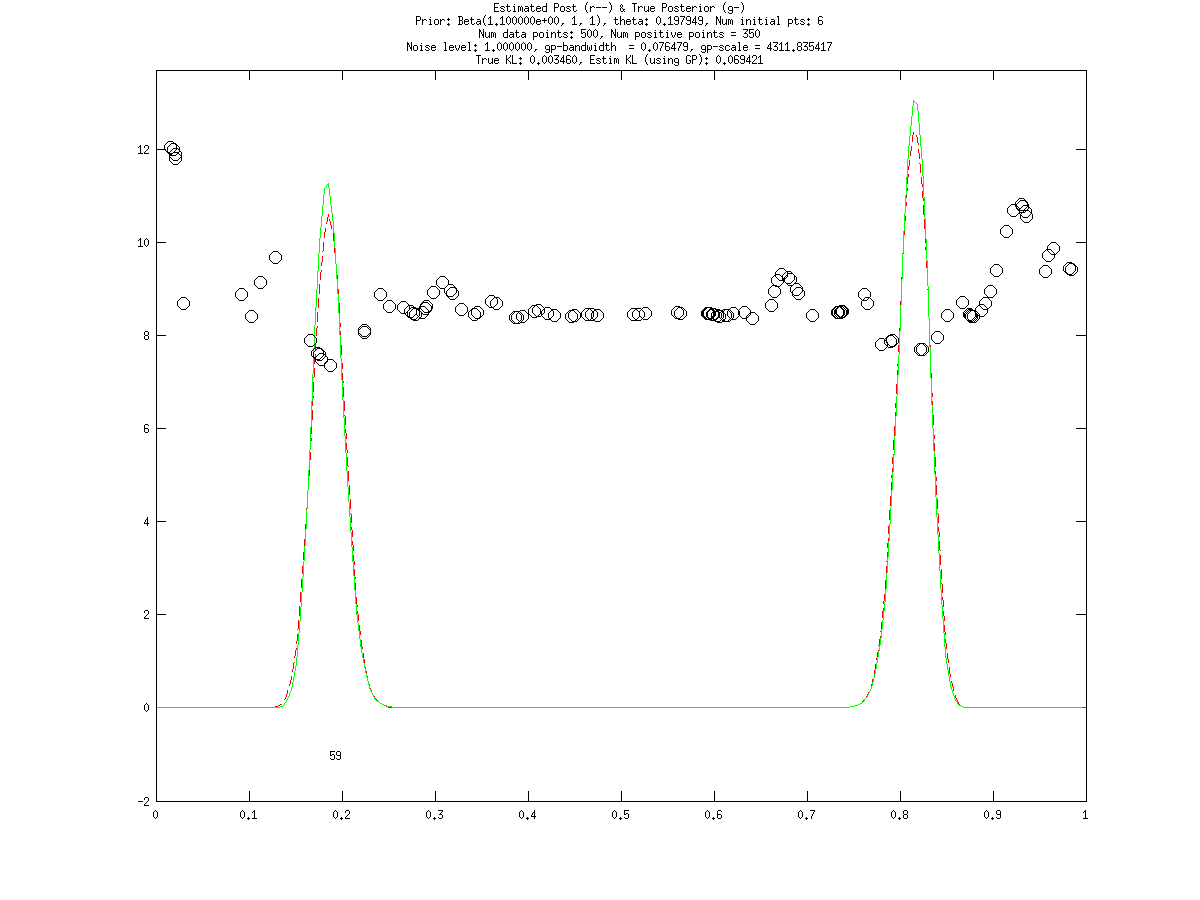 Estimated Post (r--) & True Posterior (g-)
Prior: Beta(1.100000e+00, 1, 1), theta: 0.197949, Num initial pts: 6
Num data points: 500, Num positive points = 350
Noise level: 1.000000, gp-bandwidth  = 0.076479, gp-scale = 4311.835417
True KL: 0.003460, Estim KL (using GP): 0.069421
12
10
8
6
4
2
0
59
-2
0 0.1 0.2 0.3 0.4 0.5 0.6 0.7 0.8 0.9 1